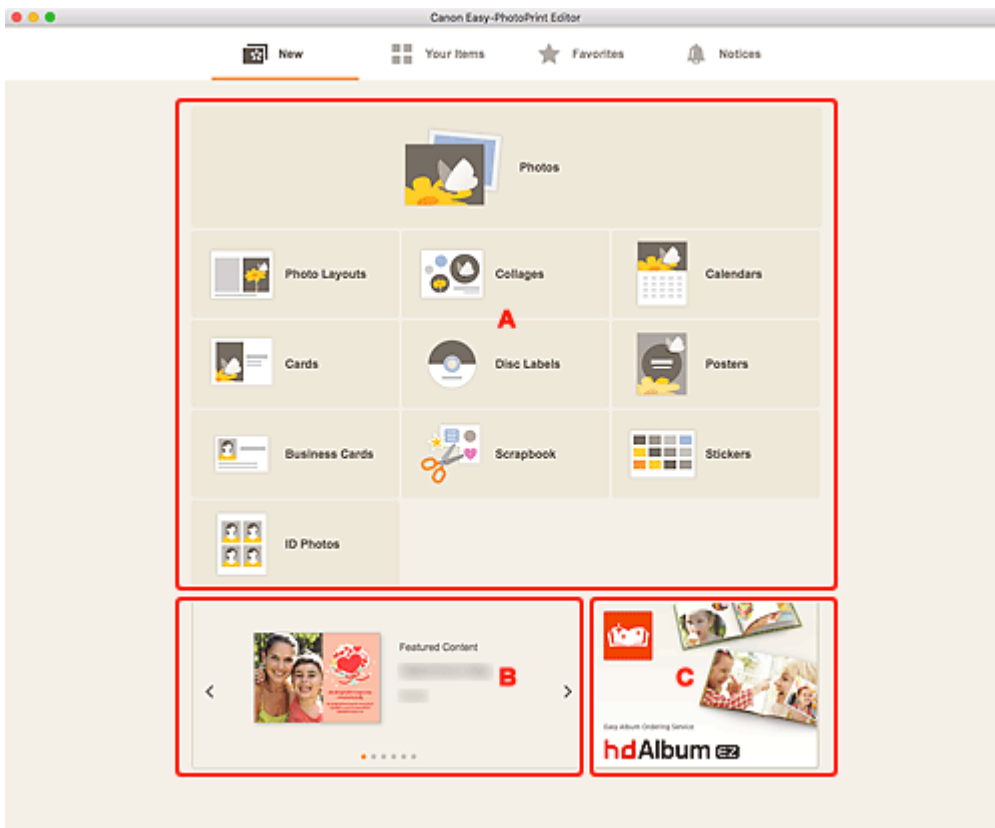 Canon Easy-PhotoPrint Editor
New
Your Items
Favorites
Notices
Photos
Photo Layouts
Collages
Calendars
A
Cards
Disc Labels
Posters
Business Cards
Scrapbook
Stickers
ID Photos
Featured Content
B
C
Easy Album Ordering Service
hdAlbum EZ